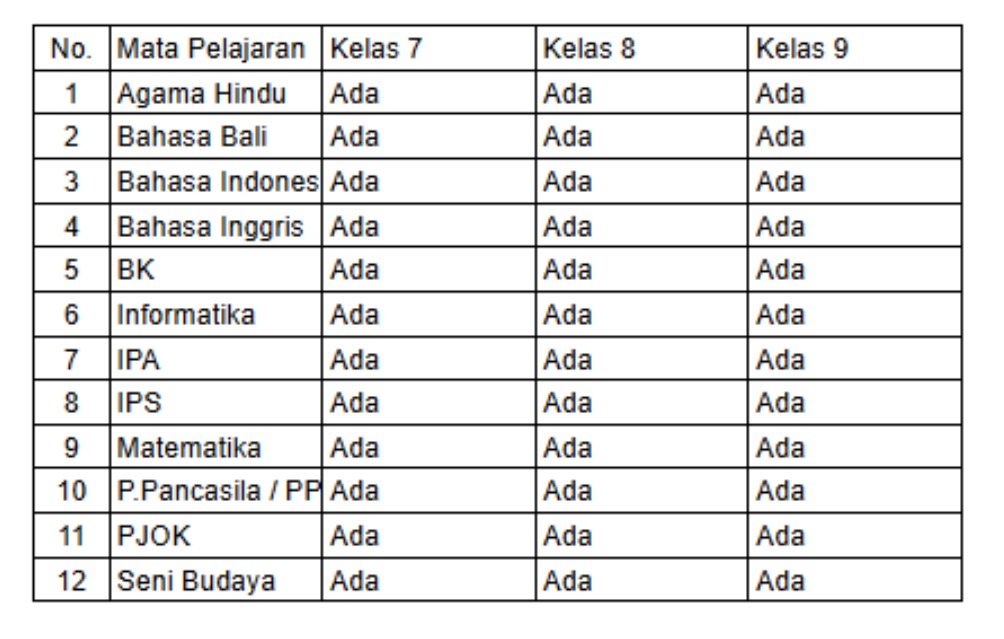 No. Mata Pelajaran Kelas 7 Kelas 8 Kelas 9
1 Agama Hindu Ada Ada Ada
2 Bahasa Bali Ada Ada Ada
3 Bahasa Indones Ada Ada Ada
4 Bahasa Inggris Ada Ada Ada
5 BK Ada Ada Ada
6 Informatika Ada Ada Ada
7 IPA Ada Ada Ada
8 IPS Ada Ada Ada
9 Matematika Ada Ada Ada
10 P.Pancasila / PP Ada Ada Ada
11 PJOK Ada Ada Ada
12 Seni Budaya Ada Ada Ada